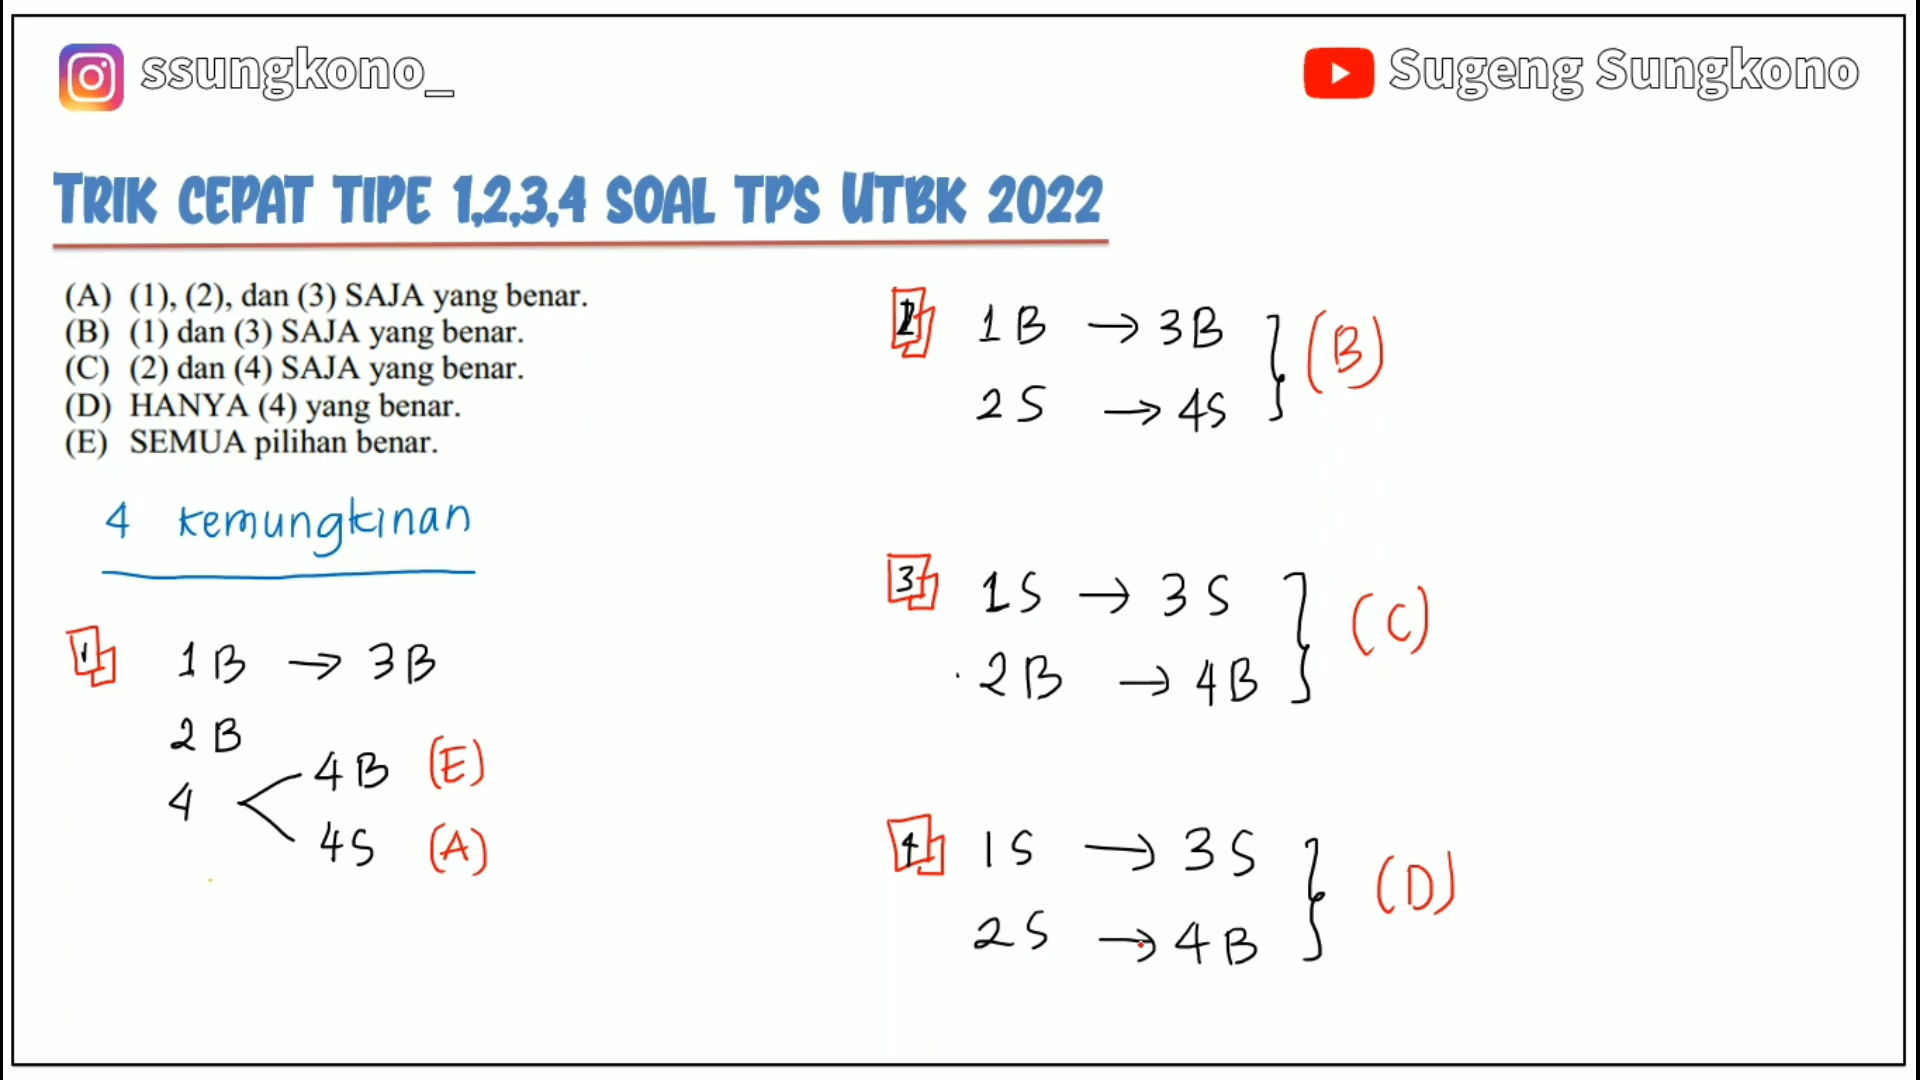 ssungkono_
Sugeng Sungkono
TRIK CEPAT TIPE 1,2,3,4 SOAL TPS UTBK 2022
(A) (1), (2), dan (3) SAJA yang benar.
(B) (1) dan (3) SAJA yang benar.
(C) (2) dan (4) SAJA yang benar.
(D) HANYA (4) yang benar.
(E) SEMUA pilihan benar.
4 kemungkinan
1 1B → 3B
2B
4 4B (E)
4S (A)
2 1B → 3B (B)
2S → 4S
3 1S → 3S (C)
2B → 4B
4 1S → 3S (D)
2S → 4B